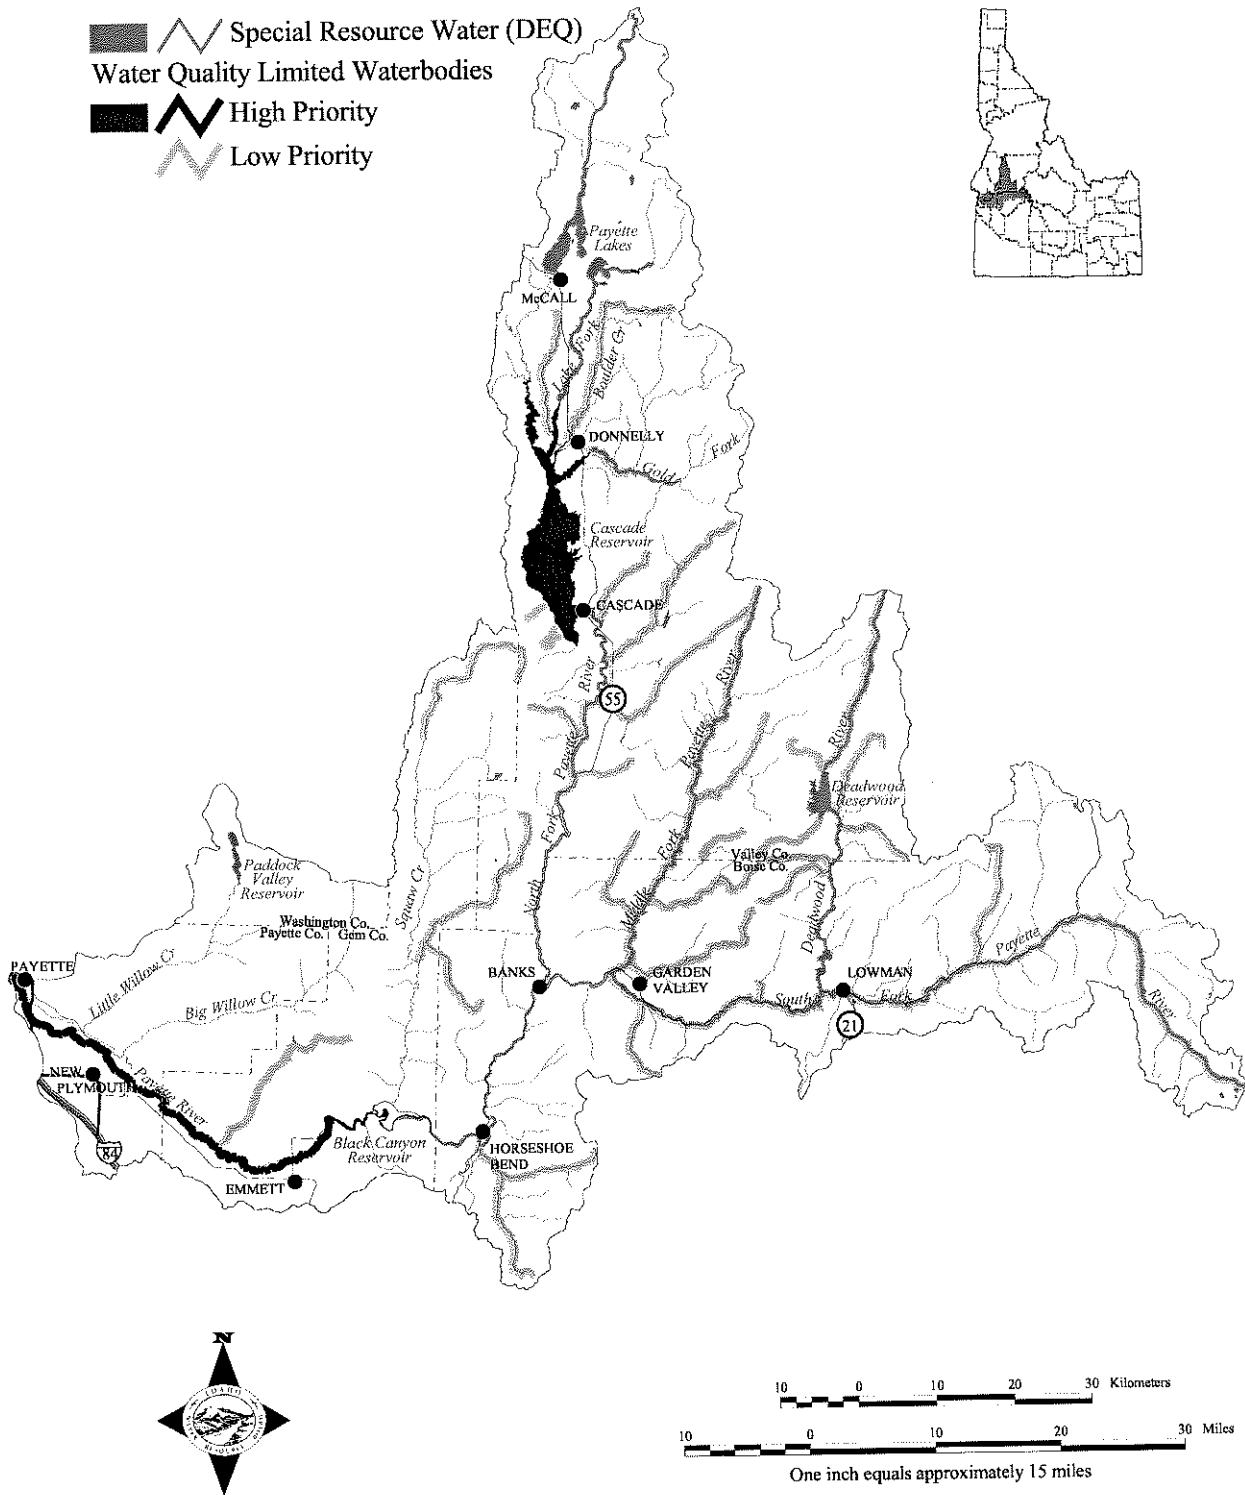 Special Resource Water (DEQ)
Water Quality Limited Waterbodies
High Priority
Low Priority
Payette
Lakes
McCALL
Lake Fork
Boulder Cr
DONNELLY
Gold Fork
Cascade
Reservoir
CASCADE
55
North Fork Payette River
Middle Fork Payette River
Deadwood River
Deadwood
Reservoir
Valley Co.
Boise Co.
Paddock
Valley
Reservoir
Squaw Cr
Washington Co.
Payette Co. Gem Co.
PAYETTE
Little Willow Cr
Big Willow Cr
BANKS
GARDEN
VALLEY
LOWMAN
South Fork Payette River
21
NEW
PLYMOUTH
Payette River
84
Black Canyon
Reservoir
HORSESHOE
BEND
EMMETT
N
IDAHO
10 0 10 20 30 Kilometers
10 0 10 20 30 Miles
One inch equals approximately 15 miles